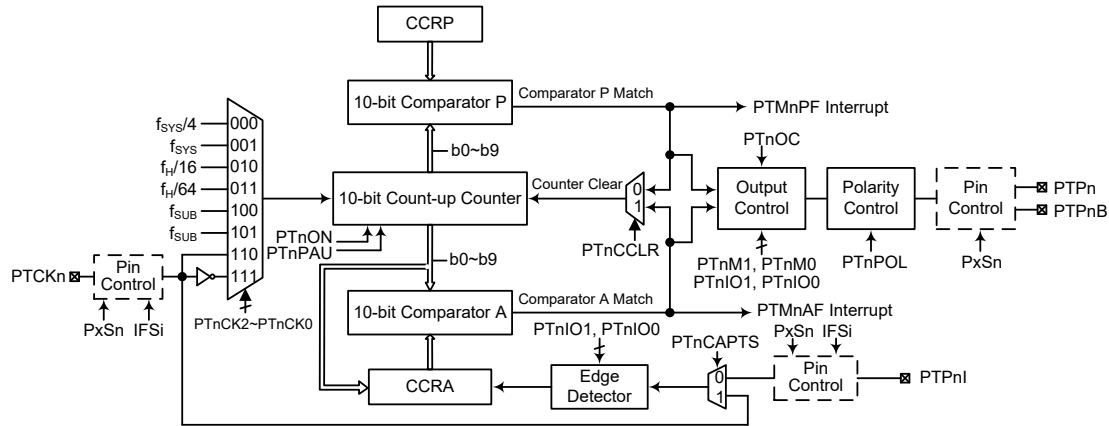 CCRP
10-bit Comparator P
Comparator P Match
PTMnPF Interrupt
b0~b9
fSYS/4
fSYS
fH/16
fH/64
fSUB
fSUB
000
001
010
011
100
101
110
111
10-bit Count-up Counter
Counter Clear
0
1
PTnCCLR
PTnOC
Output
Control
Polarity
Control
Pin
Control
PTPn
PTPnB
PTnON
PTnPAU
b0~b9
PTnM1, PTnM0
PTnIO1, PTnIO0
PTnPOL
PxSn
PTCKn
Pin
Control
PxSn IFSi
PTnCK2~PTnCK0
10-bit Comparator A
Comparator A Match
PTMnAF Interrupt
PTnIO1, PTnIO0
PTnCAPTS
PxSn IFSi
CCRA
Edge
Detector
0
1
Pin
Control
PTPnI